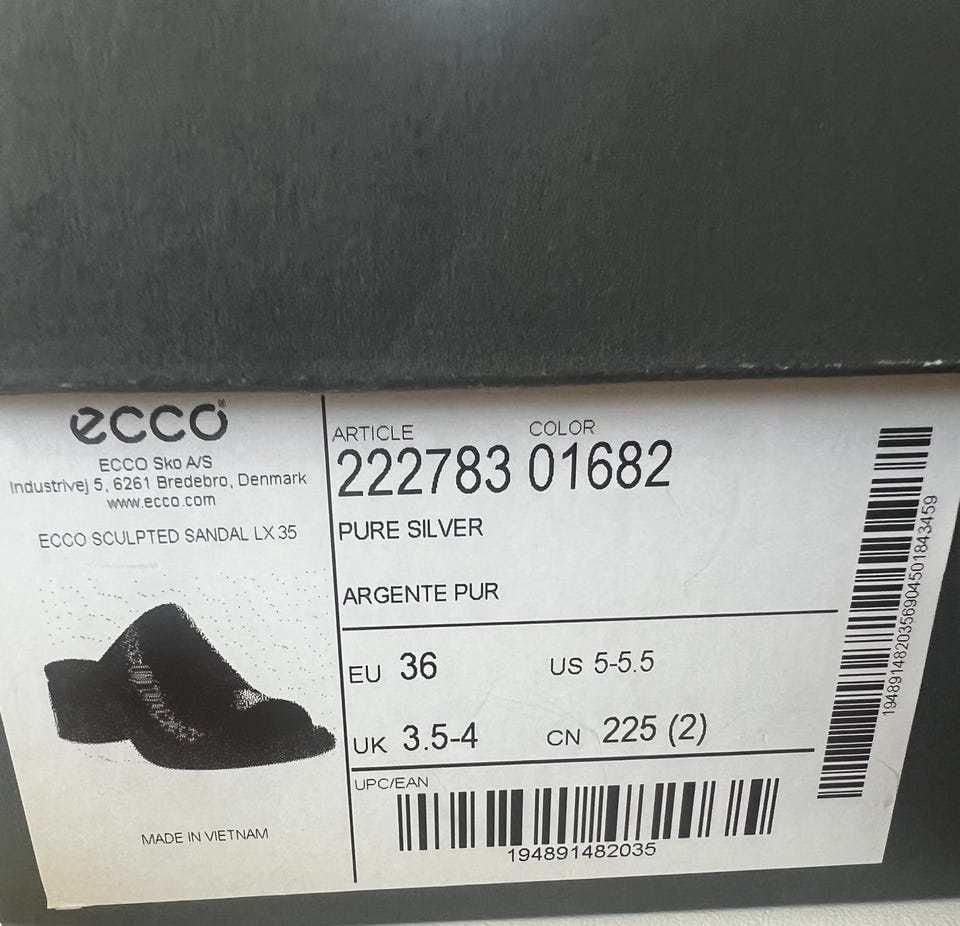 ecco®
ECCO Sko A/S
Industrivej 5, 6261 Bredebro, Denmark
www.ecco.com
ECCO SCULPTED SANDAL LX 35
MADE IN VIETNAM
ARTICLE COLOR
222783 01682
PURE SILVER
ARGENTE PUR
EU 36 US 5-5.5
UK 3.5-4 CN 225 (2)
UPC/EAN
194891482035
1948914820356904501843459